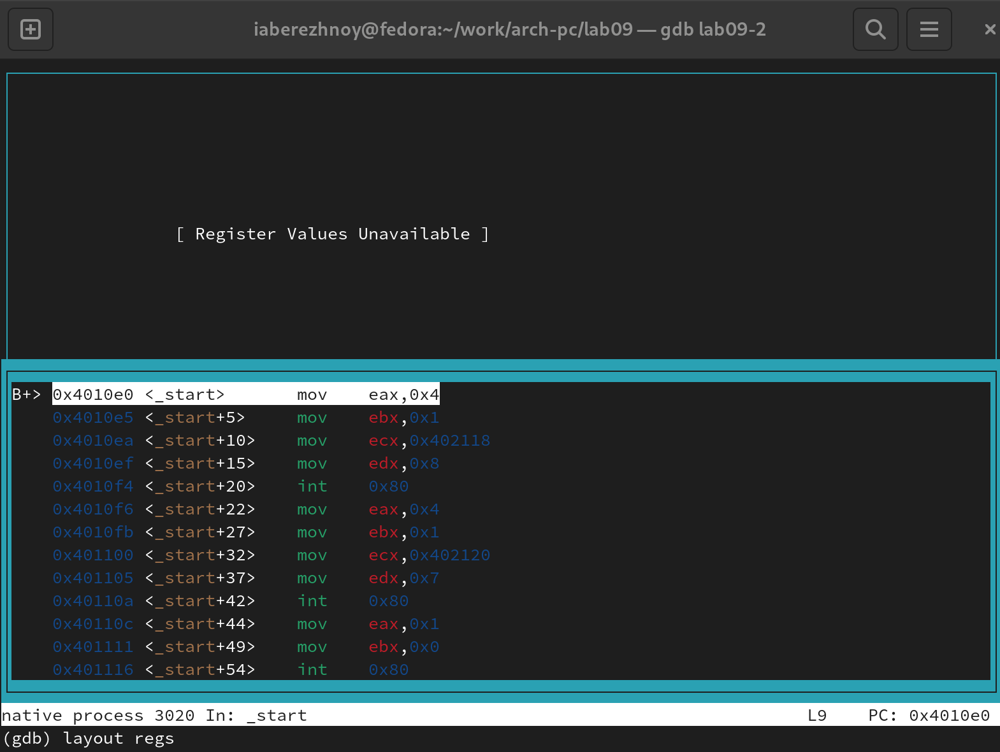 iaberezhnoy@fedora:~/work/arch-pc/lab09 — gdb lab09-2
[ Register Values Unavailable ]
B+> 0x4010e0 <_start> mov eax,0x4
0x4010e5 <_start+5> mov ebx,0x1
0x4010ea <_start+10> mov ecx,0x402118
0x4010ef <_start+15> mov edx,0x8
0x4010f4 <_start+20> int 0x80
0x4010f6 <_start+22> mov eax,0x4
0x4010fb <_start+27> mov ebx,0x1
0x401100 <_start+32> mov ecx,0x402120
0x401105 <_start+37> mov edx,0x7
0x40110a <_start+42> int 0x80
0x40110c <_start+44> mov eax,0x1
0x401111 <_start+49> mov ebx,0x0
0x401116 <_start+54> int 0x80
native process 3020 In: _start L9 PC: 0x4010e0
(gdb) layout regs